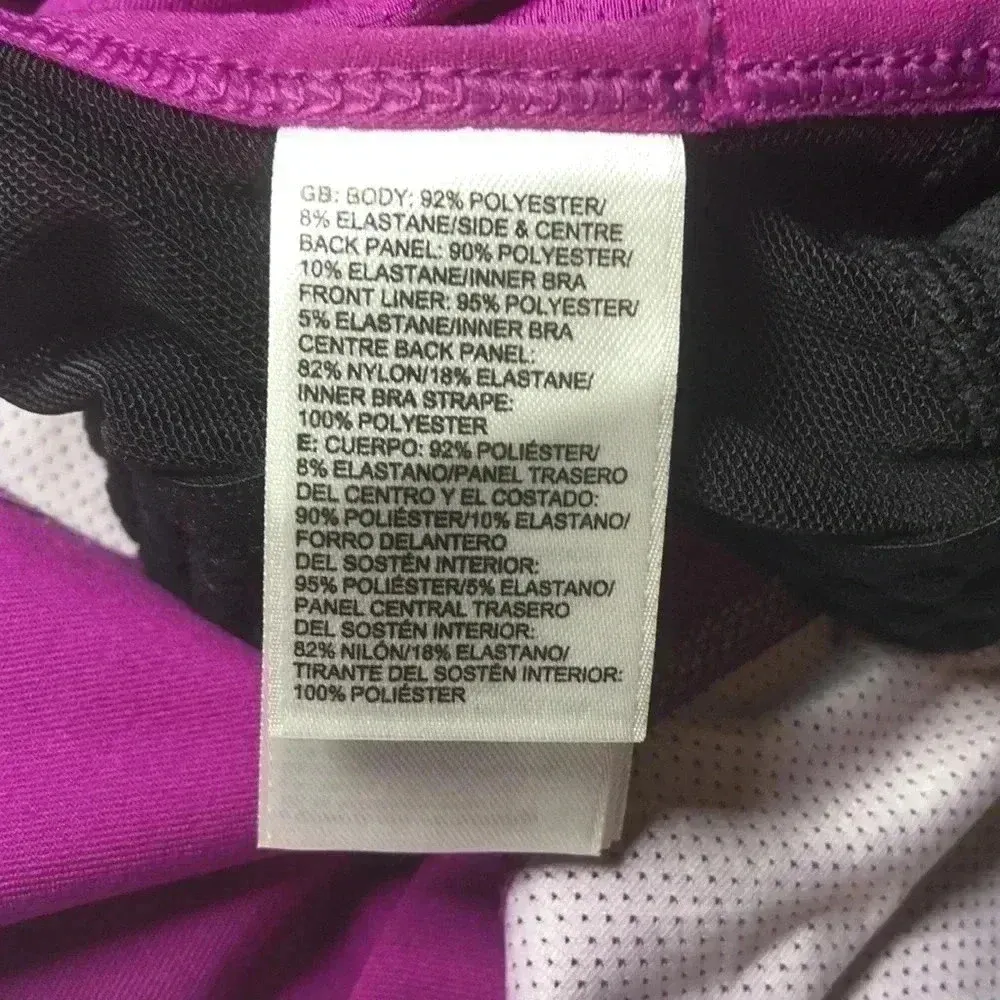 GB: BODY: 92% POLYESTER/
8% ELASTANE/SIDE & CENTRE
BACK PANEL: 90% POLYESTER/
10% ELASTANE/INNER BRA
FRONT LINER: 95% POLYESTER/
5% ELASTANE/INNER BRA
CENTRE BACK PANEL:
82% NYLON/18% ELASTANE/
INNER BRA STRAPE:
100% POLYESTER
E: CUERPO: 92% POLIÉSTER/
8% ELASTANO/PANEL TRASERO
DEL CENTRO Y EL COSTADO:
90% POLIÉSTER/10% ELASTANO/
FORRO DELANTERO
DEL SOSTÉN INTERIOR:
95% POLIÉSTER/5% ELASTANO/
PANEL CENTRAL TRASERO
DEL SOSTÉN INTERIOR:
82% NILÓN/18% ELASTANO/
TIRANTE DEL SOSTÉN INTERIOR:
100% POLIÉSTER